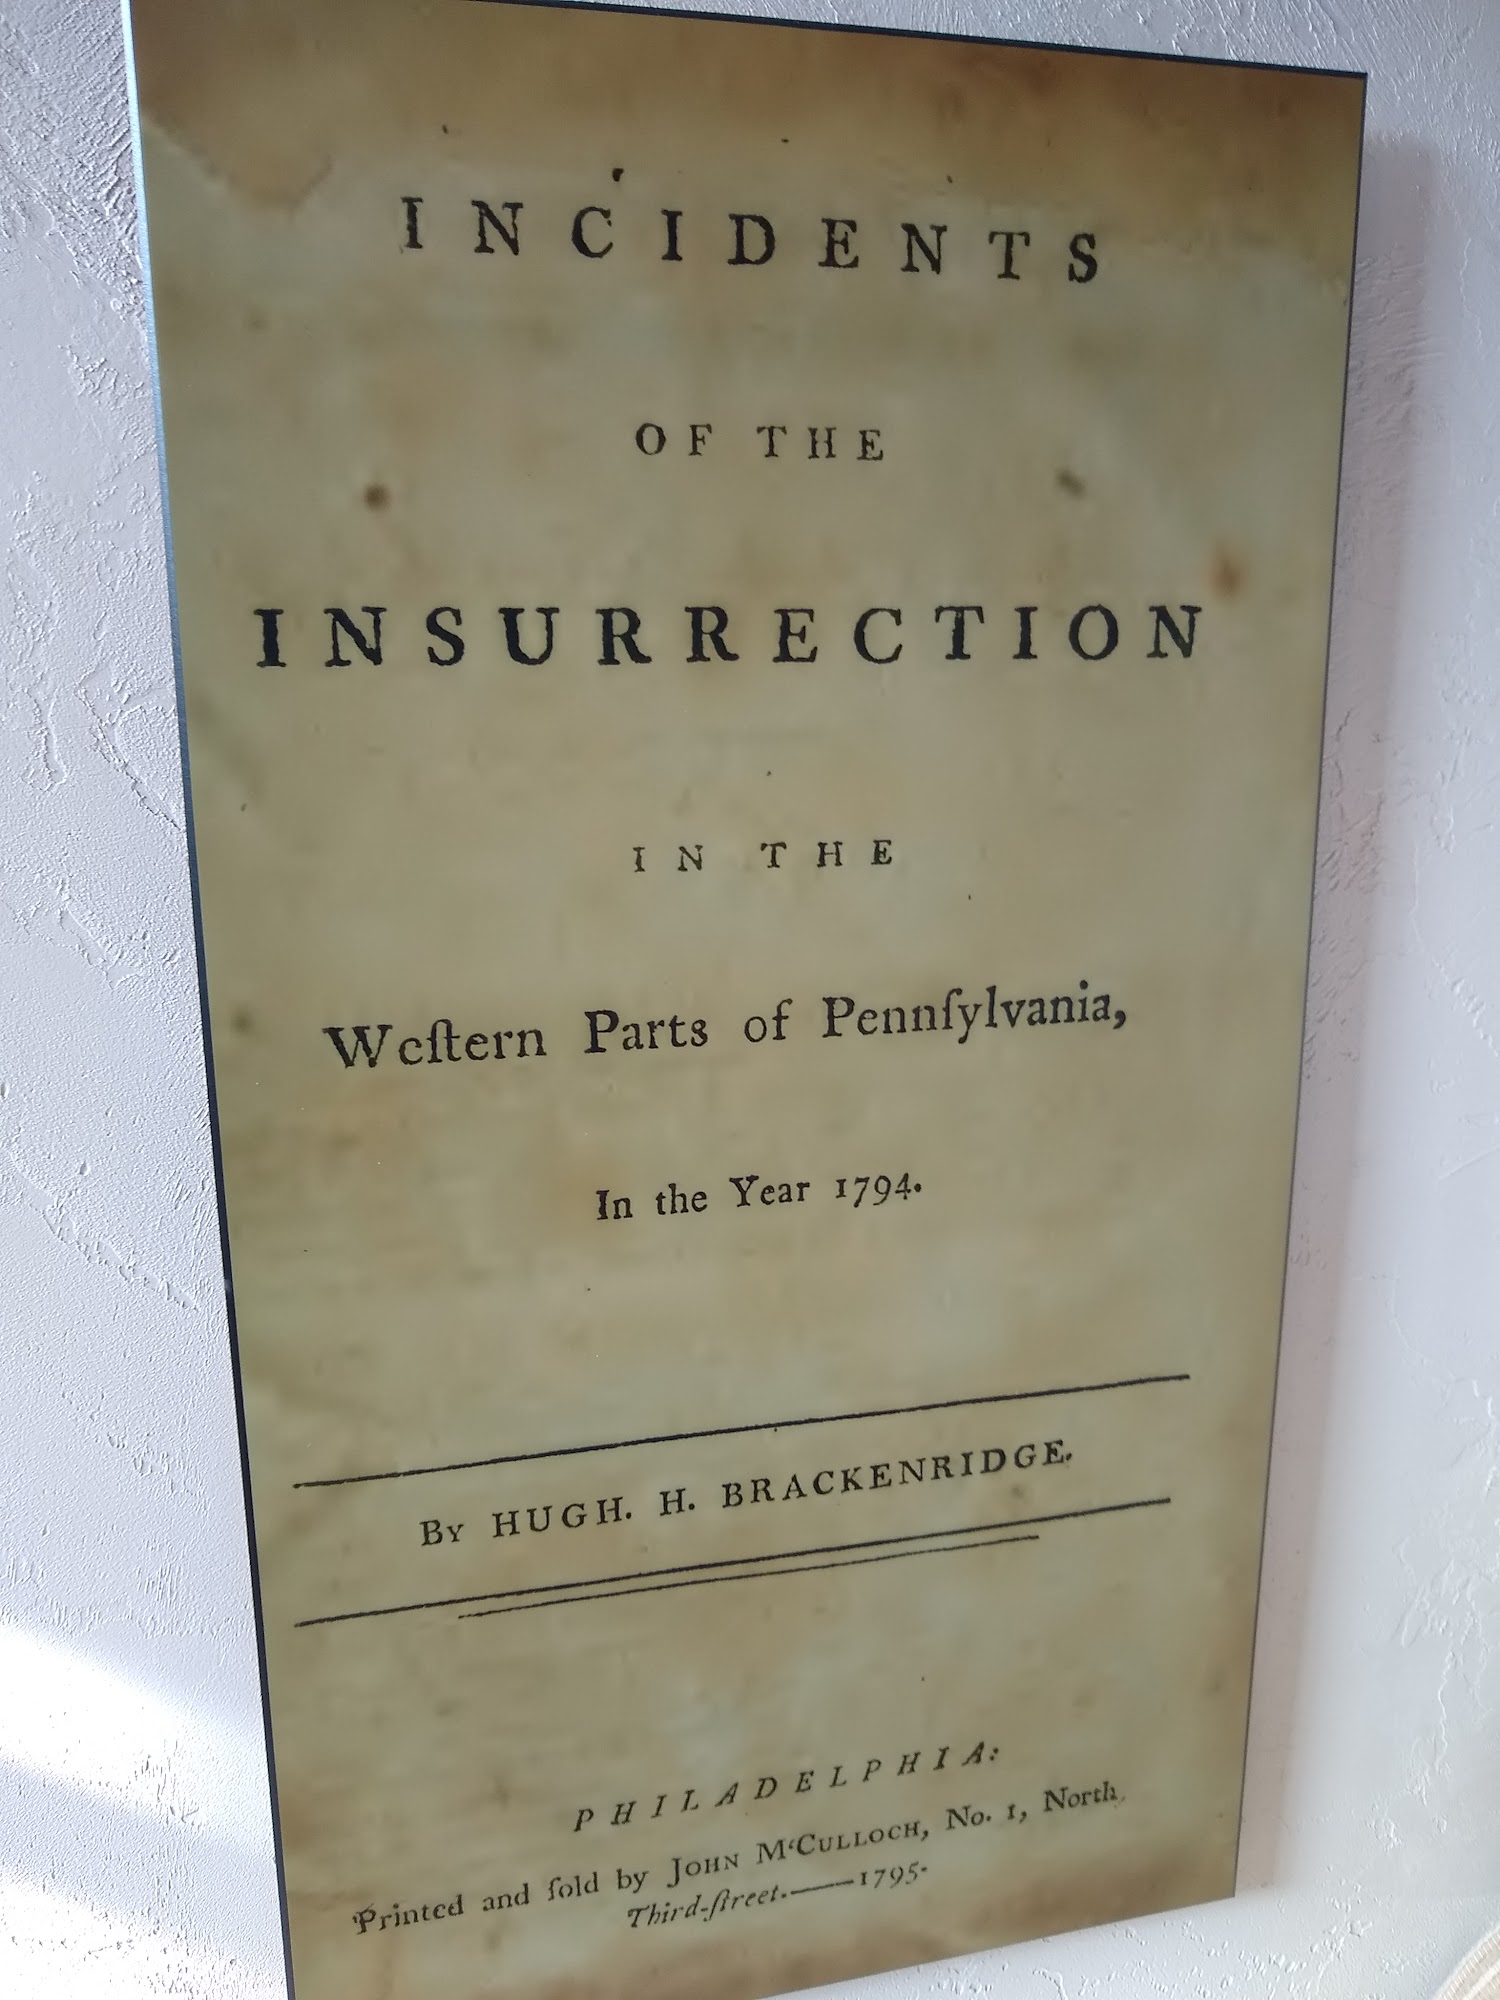 INCIDENTS
OF THE
INSURRECTION
IN THE
Weſtern Parts of Pennſylvania,
In the Year 1794.
BY HUGH. H. BRACKENRIDGE.
PHILADELPHIA:
Printed and ſold by JOHN M‘CULLOCH, No. 1, North
Third-ſtreet.——1795.